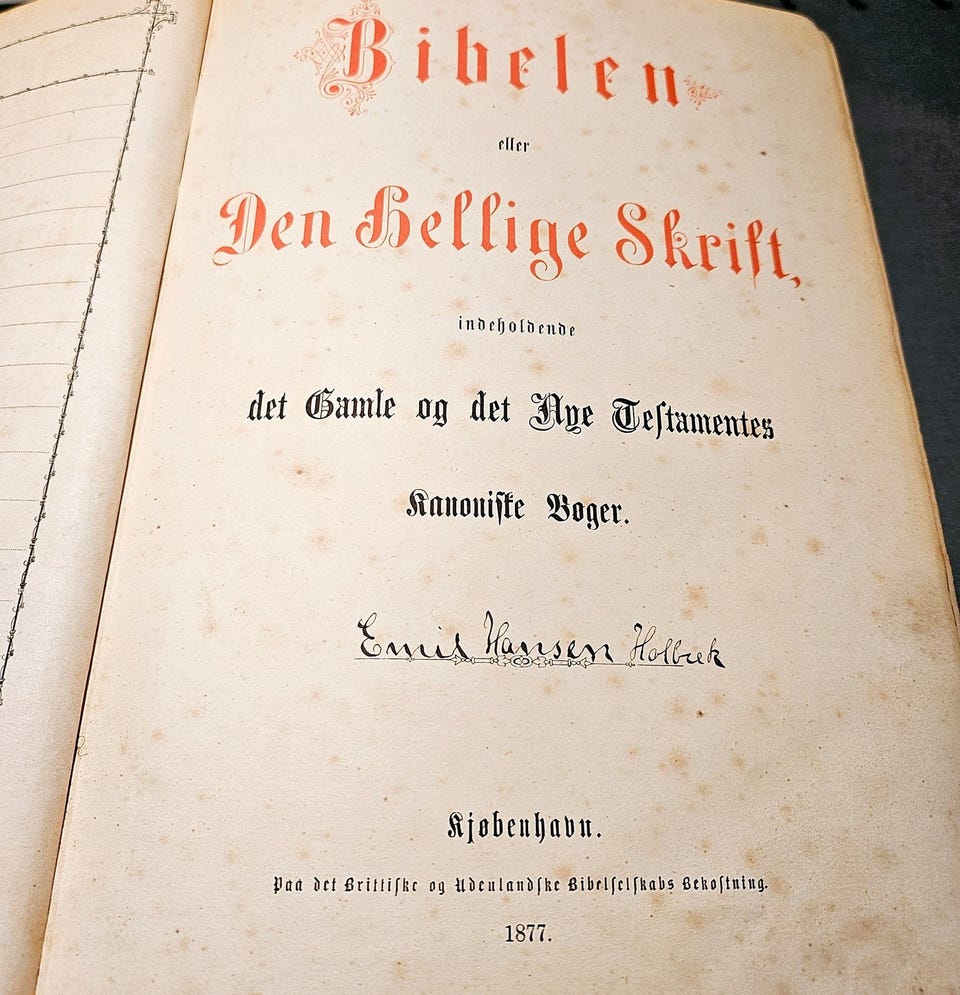 Bibelen
eller
Den Hellige Skrift,
indeholdende
det Gamle og det Nye Testamentes
Kanoniske Bøger.
Emil Hansen Holbæk
Kjøbenhavn.
Paa det Brittiske og Udenlandske Bibelselskabs Bekostning.
1877.